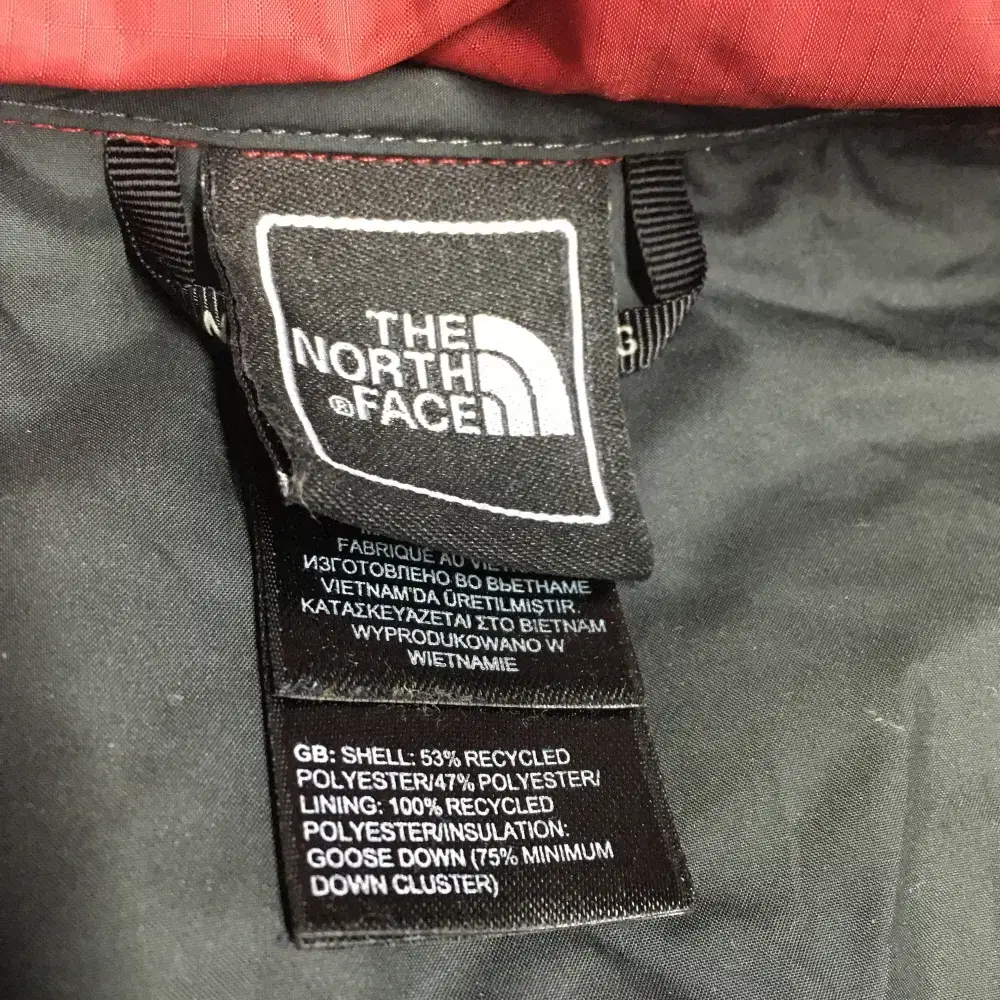 THE
NORTH
®FACE
G
FABRIQUE AU
ИЗГОТОВЛЕНО ВО ВЬЕТНАМЕ
VIETNAM'DA ÜRETILMIŞTIR.
ΚΑΤΑΣΚΕΥΑΖΕΤΑΙ ΣΤΟ ΒΙΕΤΝΑΜ
WYPRODUKOWANO W
WIETNAMIE
GB: SHELL: 53% RECYCLED
POLYESTER/47% POLYESTER/
LINING: 100% RECYCLED
POLYESTER/INSULATION:
GOOSE DOWN (75% MINIMUM
DOWN CLUSTER)